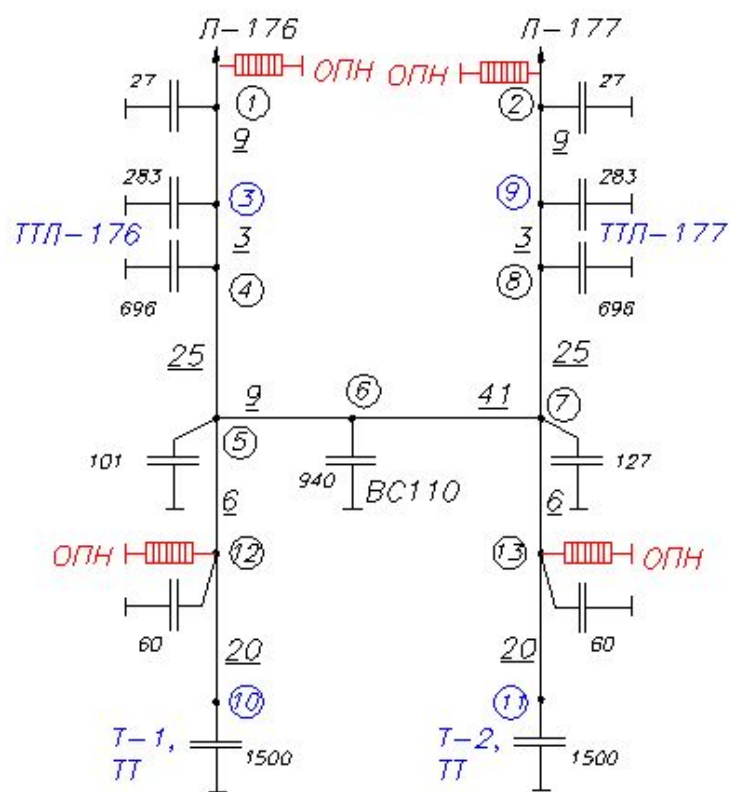 Л-176 Л-177
ОПН ОПН
27 27
1 2
9 9
283 283
3 9
ТТЛ-176 3 3 ТТЛ-177
4 8
696 698
25 25
9 6 41
5 7
101 940 ВС110 127
6 6
ОПН 12 13 ОПН
60 60
20 20
10 11
Т-1,
ТТ
1500
Т-2,
ТТ
1500